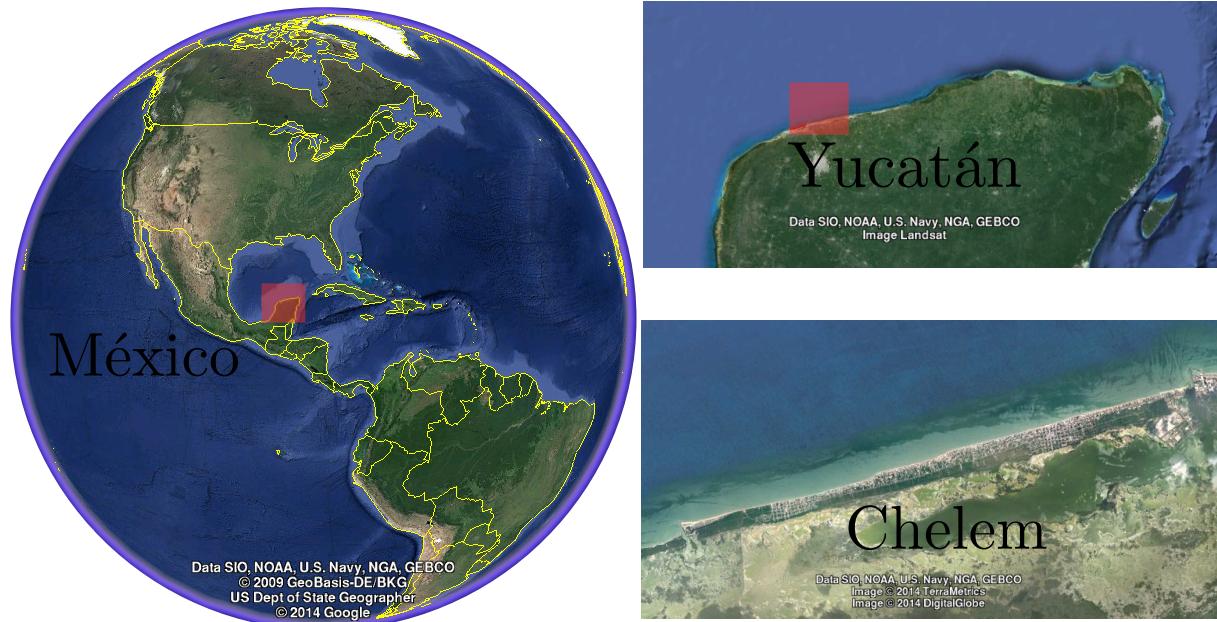 México
Data SIO, NOAA, U.S. Navy, NGA, GEBCO
© 2009 GeoBasis-DE/BKG
US Dept of State Geographer
© 2014 Google
Yucatán
Data SIO, NOAA, U.S. Navy, NGA, GEBCO
Image Landsat
Chelem
Data SIO, NOAA, U.S. Navy, NGA, GEBCO
Image © 2014 TerraMetrics
Image © 2014 DigitalGlobe